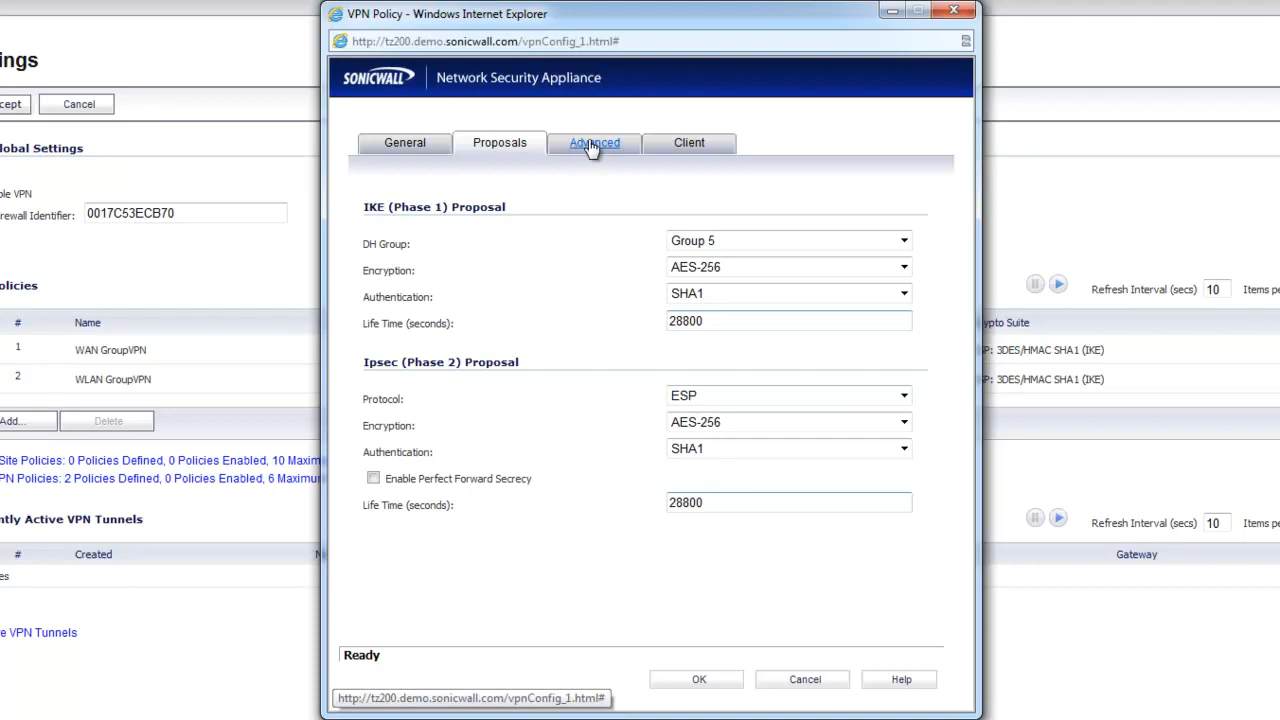 VPN Policy - Windows Internet Explorer
http://tz200.demo.sonicwall.com/vpnConfig_1.html#
SONICWALL Network Security Appliance
ings
cept Cancel
lobal Settings
ble VPN
irewall Identifier: 0017C53ECB70
olicies
# Name
1 WAN GroupVPN
2 WLAN GroupVPN
Add... Delete
Site Policies: 0 Policies Defined, 0 Policies Enabled, 10 Maxim
PN Policies: 2 Policies Defined, 0 Policies Enabled, 6 Maximum
ntly Active VPN Tunnels
# Created N
es
e VPN Tunnels
General Proposals Advanced Client
IKE (Phase 1) Proposal
DH Group: Group 5
Encryption: AES-256
Authentication: SHA1
Life Time (seconds): 28800
Ipsec (Phase 2) Proposal
Protocol: ESP
Encryption: AES-256
Authentication: SHA1
Enable Perfect Forward Secrecy
Life Time (seconds): 28800
Ready
OK Cancel Help
http://tz200.demo.sonicwall.com/vpnConfig_1.html#
Refresh Interval (secs) 10 Items pe
ypto Suite
P: 3DES/HMAC SHA1 (IKE)
P: 3DES/HMAC SHA1 (IKE)
Refresh Interval (secs) 10 Items pe
Gateway